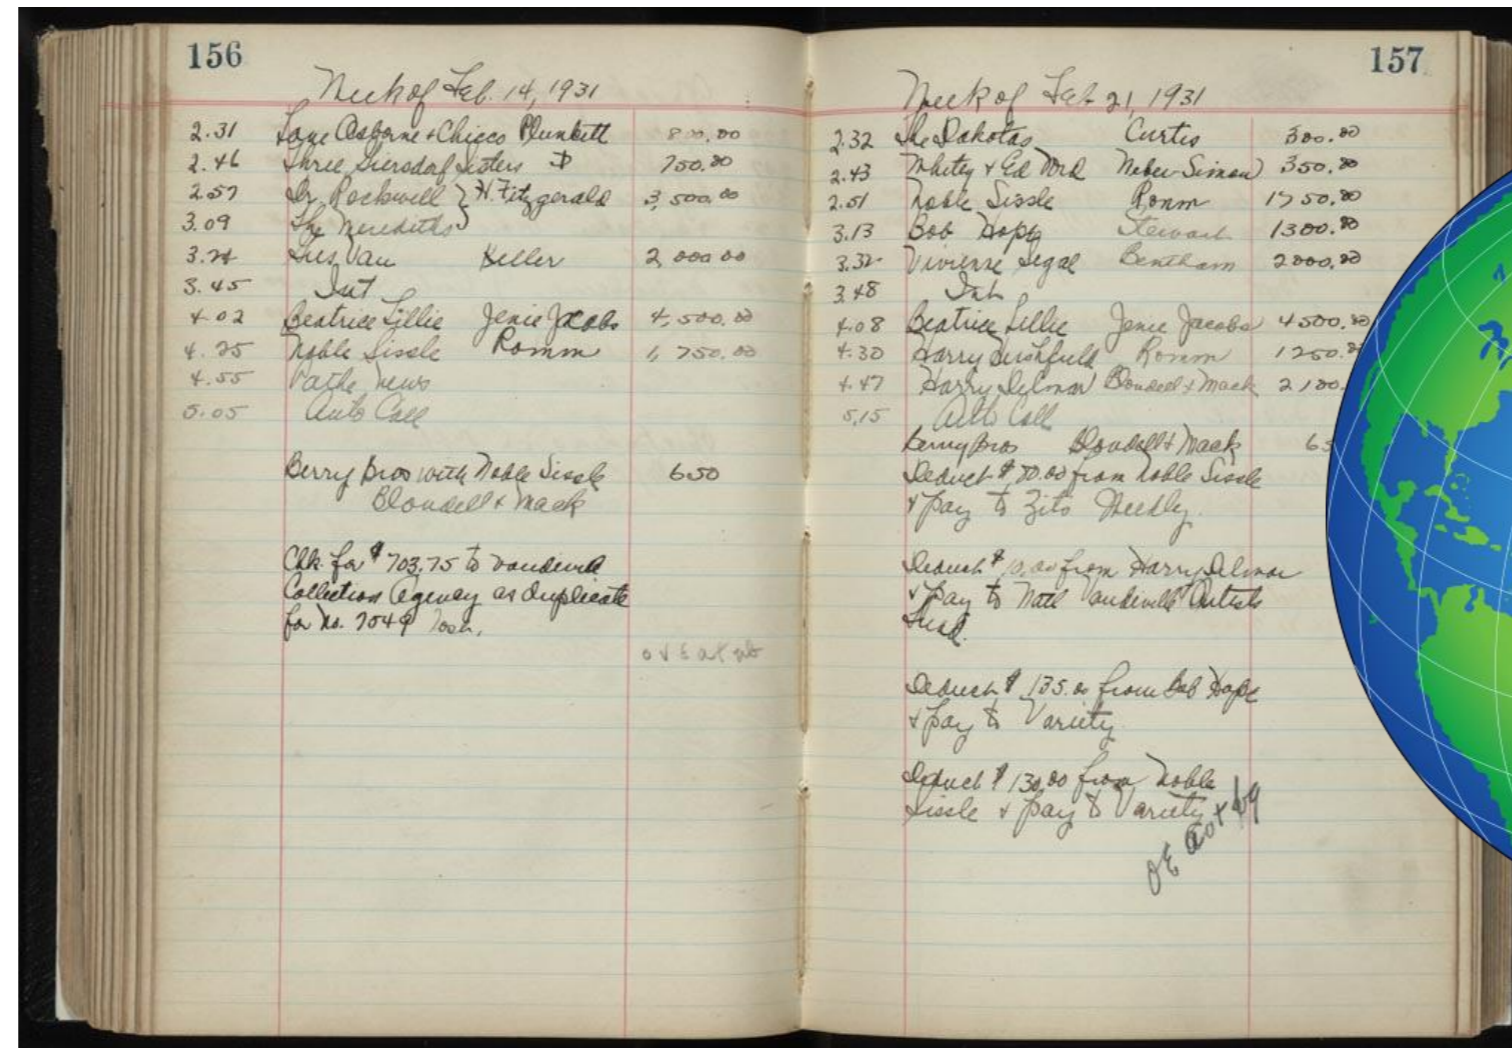 156
Week of Feb. 14, 1931
2.31 Lane Osborne + Chicco Plunkett 800.00
2.46 Three Giersdorf Sisters 750.00
2.57 Dr. Rockwell } H. Fitzgerald 3,500.00
3.09 The Merediths
3.24 Gus Van Keller 2,000.00
3.45 Int
4.02 Beatrice Lillie Jenie Jacobs 4,500.00
4.25 Noble Sissle Romm 1,750.00
4.55 Pathe News
5.05 Auto Call
Berry Bros with Noble Sissle 650
Blondell + Mack
Chk. for $703.75 to
Collection Agency as duplicate
for No. 7049
157
Week of Feb 21, 1931
2.32 The Dakotas Curtis 300.00
2.43 Whitey + Ed Ford Weber-Simon 350.00
2.51 Noble Sissle Romm 1750.00
3.13 Bob Hope Stewart 1300.00
3.32 Vivienne Segal Bentham 2000.00
3.48 Int
4.08 Beatrice Lillie Jenie Jacobs 4500.00
4.30 Harry Hershfield Romm 1250.
4.47 Harry Delmar Blondell + Mack 2,100.
5.15 Auto Call
Berry Bros Blondell + Mack 65
Deduct from Noble Sissle
+ pay to Zits Weekly.
Deduct $10.00 from Harry Delmar
+ pay to Natl Vaudeville Artists
Fund.
Deduct $135.00 from Bob Hope
+ pay to Variety
Deduct $130.00 from Noble
Sissle + pay to Variety